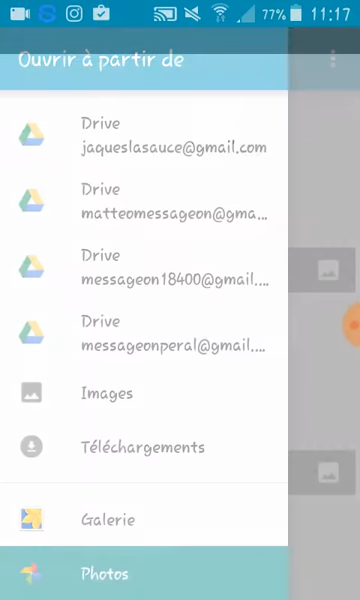 77% 11:17
Ouvrir à partir de
Drive
jaqueslasauce@gmail.com
Drive
matteomessageon@gma...
Drive
messageon18400@gmail....
Drive
messageonperal@gmail....
Images
Téléchargements
Galerie
Photos